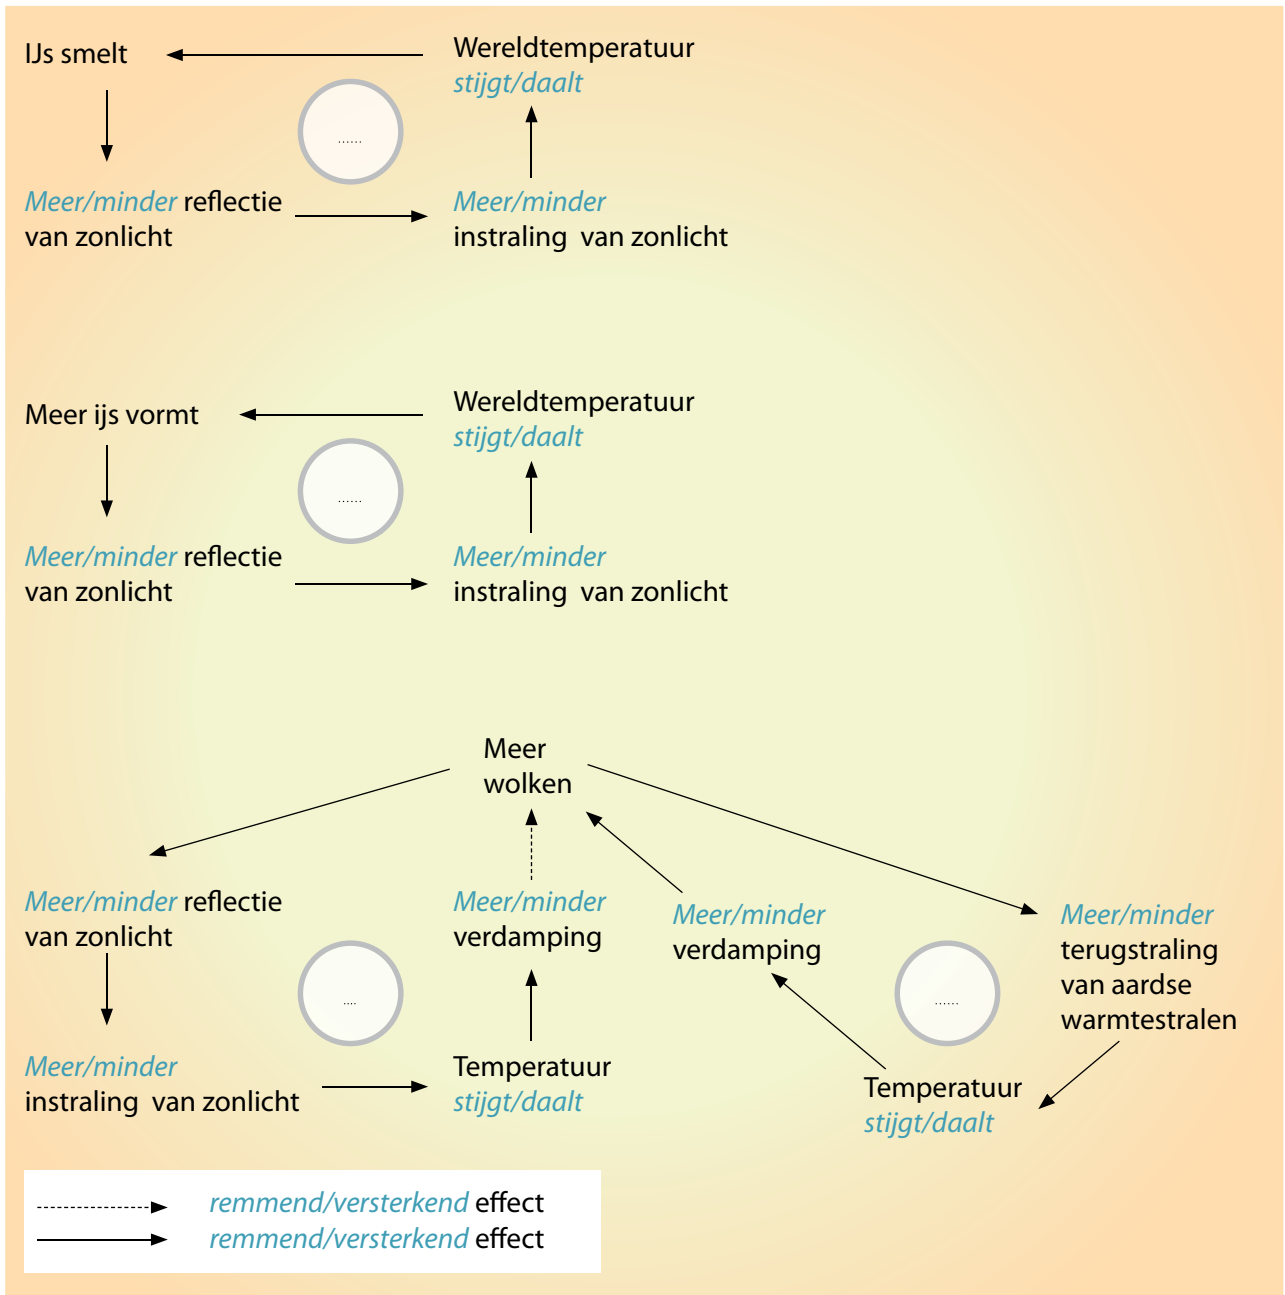 IJs smelt
Wereldtemperatuur
stijgt/daalt
......
Meer/minder reflectie
van zonlicht
Meer/minder
instraling van zonlicht
Meer ijs vormt
Wereldtemperatuur
stijgt/daalt
......
Meer/minder reflectie
van zonlicht
Meer/minder
instraling van zonlicht
Meer
wolken
Meer/minder reflectie
van zonlicht
Meer/minder
verdamping
Meer/minder
verdamping
Meer/minder
terugstraling
van aardse
warmtestralen
....
......
Meer/minder
instraling van zonlicht
Temperatuur
stijgt/daalt
Temperatuur
stijgt/daalt
remmend/versterkend effect
remmend/versterkend effect